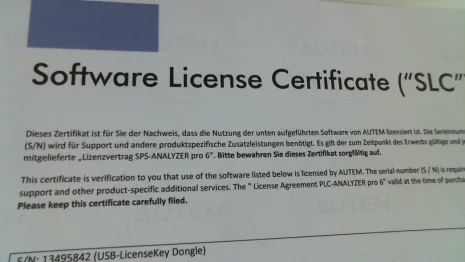 Software License Certificate ("SLC"
Dieses Zertifikat ist für Sie der Nachweis, dass die Nutzung der unten aufgeführten Software von AUTEM lizenziert ist. Die
(S/N) wird für Support und andere produktspezifische Zusatzleistungen benötigt. Es gilt der zum Zeitpunkt des Erwerbs gültige und
mitgelieferte „Lizenzvertrag SPS-ANALYZER pro 6". Bitte bewahren Sie dieses Zertifikat sorgfältig auf.
This certificate is verification to you that use of the software listed below is licensed by AUTEM. The serial number (S / N) is
support and other product-specific additional services. The " License Agreement PLC-ANALYZER pro 6" valid at the time of
Please keep this certificate carefully filed.
S/N: 13495842 (USB-LicenseKey Dongle)